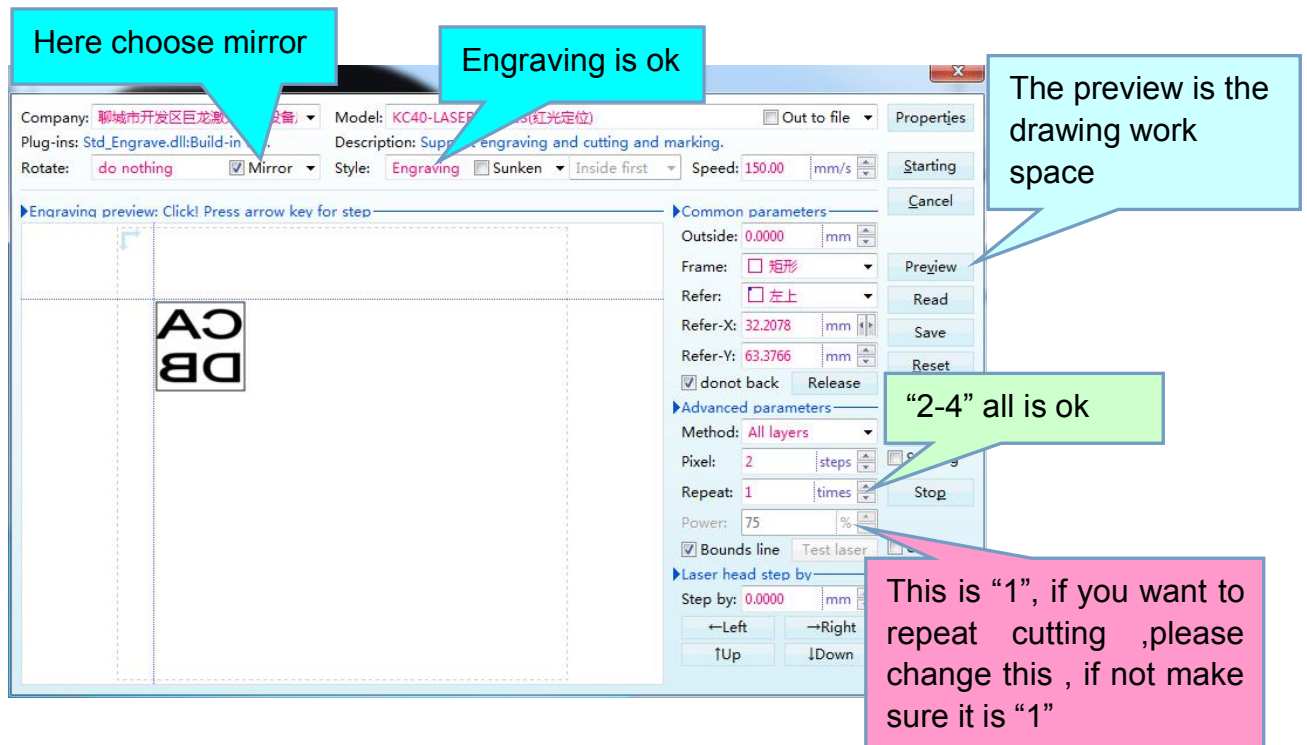 Here choose mirror
Engraving is ok
The preview is the
drawing work
space
Company: 聊城市开发区巨龙激 设备 Model: KC40-LASER (红光定位) Out to file Properties
Plug-ins: Std_Engrave.dll:Build-in Description: Support engraving and cutting and marking.
Rotate: do nothing Mirror Style: Engraving Sunken Inside first Speed: 150.00 mm/s Starting
Engraving preview: Click! Press arrow key for step Common parameters Cancel
Outside: 0.0000 mm
Frame: 矩形 Preview
Refer: 左上 Read
Refer-X: 32.2078 mm Save
Refer-Y: 63.3766 mm Reset
donot back Release
CA
DB
“2-4” all is ok
Advanced parameters
Method: All layers
Pixel: 2 steps
Repeat: 1 times Stop
Power: 75 %
Bounds line Test laser
Laser head step by
Step by: 0.0000 mm
←Left →Right
↑Up ↓Down
This is “1”, if you want to
repeat cutting ,please
change this , if not make
sure it is “1”